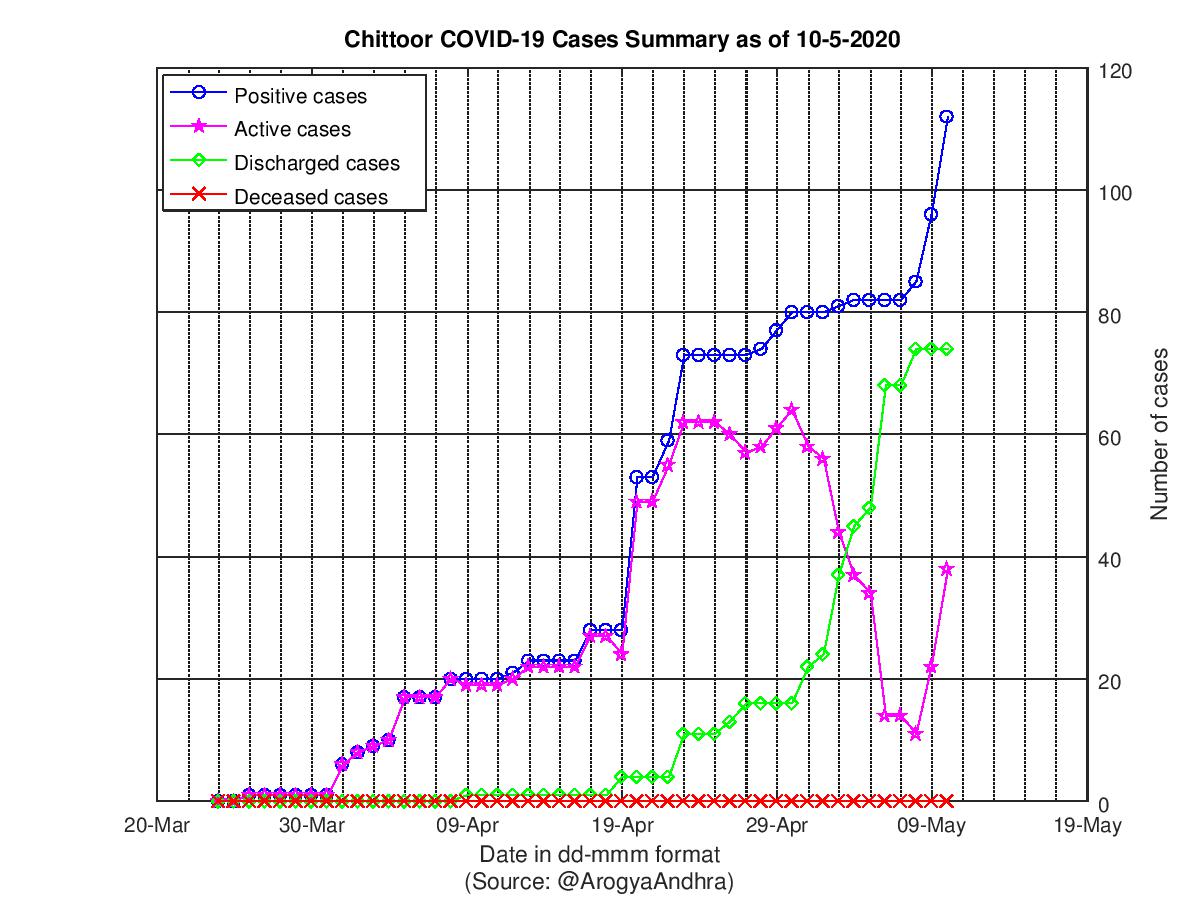 Chittoor COVID-19 Cases Summary as of 10-5-2020
Positive cases
Active cases
Discharged cases
Deceased cases
120
100
80
60
40
20
0
Number of cases
20-Mar 30-Mar 09-Apr 19-Apr 29-Apr 09-May 19-May
Date in dd-mmm format
(Source: @ArogyaAndhra)